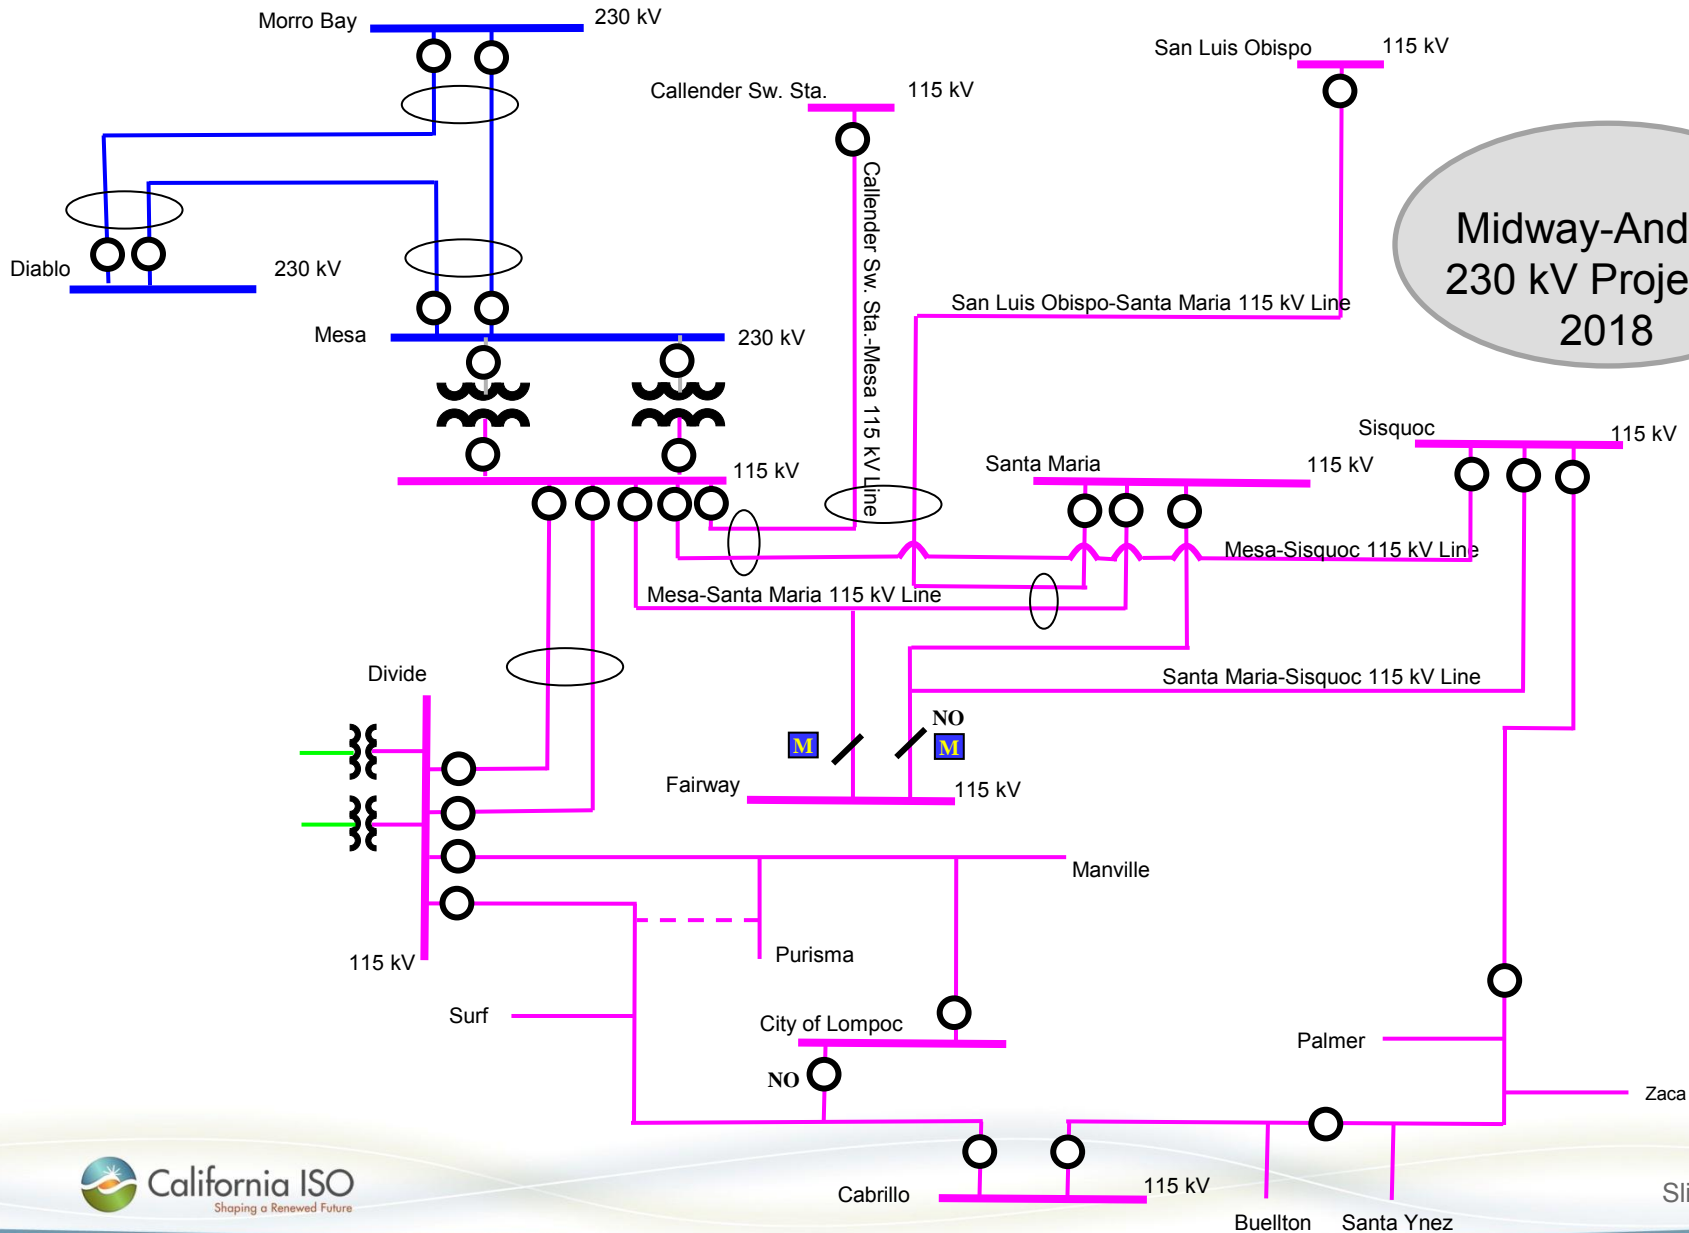 Morro Bay
230 kV
San Luis Obispo
115 kV
Callender Sw. Sta.
115 kV
Callender Sw. Sta.-Mesa 115 kV Line
Diablo
230 kV
Mesa
230 kV
San Luis Obispo-Santa Maria 115 kV Line
Midway-And
230 kV Proje
2018
Sisquoc
115 kV
115 kV
Santa Maria
115 kV
Mesa-Sisquoc 115 kV Line
Mesa-Santa Maria 115 kV Line
Divide
Santa Maria-Sisquoc 115 kV Line
NO
M
M
Fairway
115 kV
Manville
Purisma
115 kV
Surf
City of Lompoc
NO
Palmer
Zaca
Cabrillo
115 kV
Buellton
Santa Ynez
California ISO
Shaping a Renewed Future
Sli